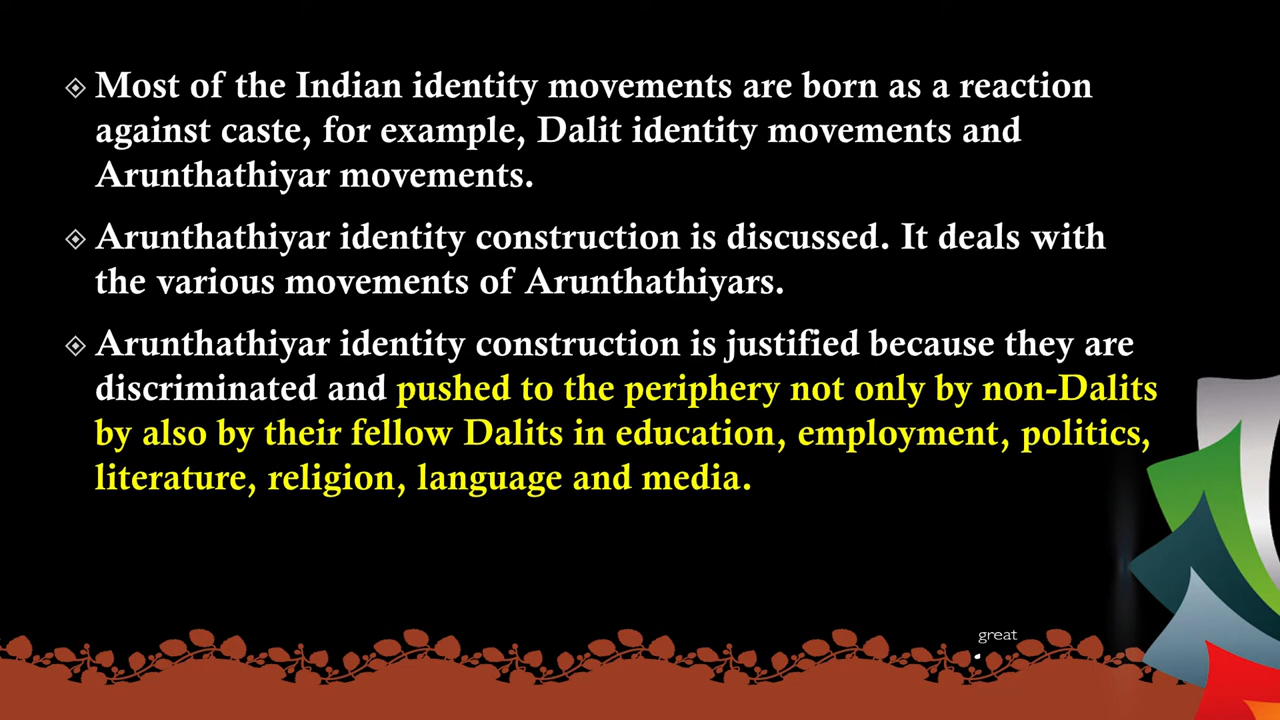 Most of the Indian identity movements are born as a reaction
against caste, for example, Dalit identity movements and
Arunthathiyar movements.
Arunthathiyar identity construction is discussed. It deals with
the various movements of Arunthathiyars.
Arunthathiyar identity construction is justified because they are
discriminated and pushed to the periphery not only by non-Dalits
by also by their fellow Dalits in education, employment, politics,
literature, religion, language and media.
great